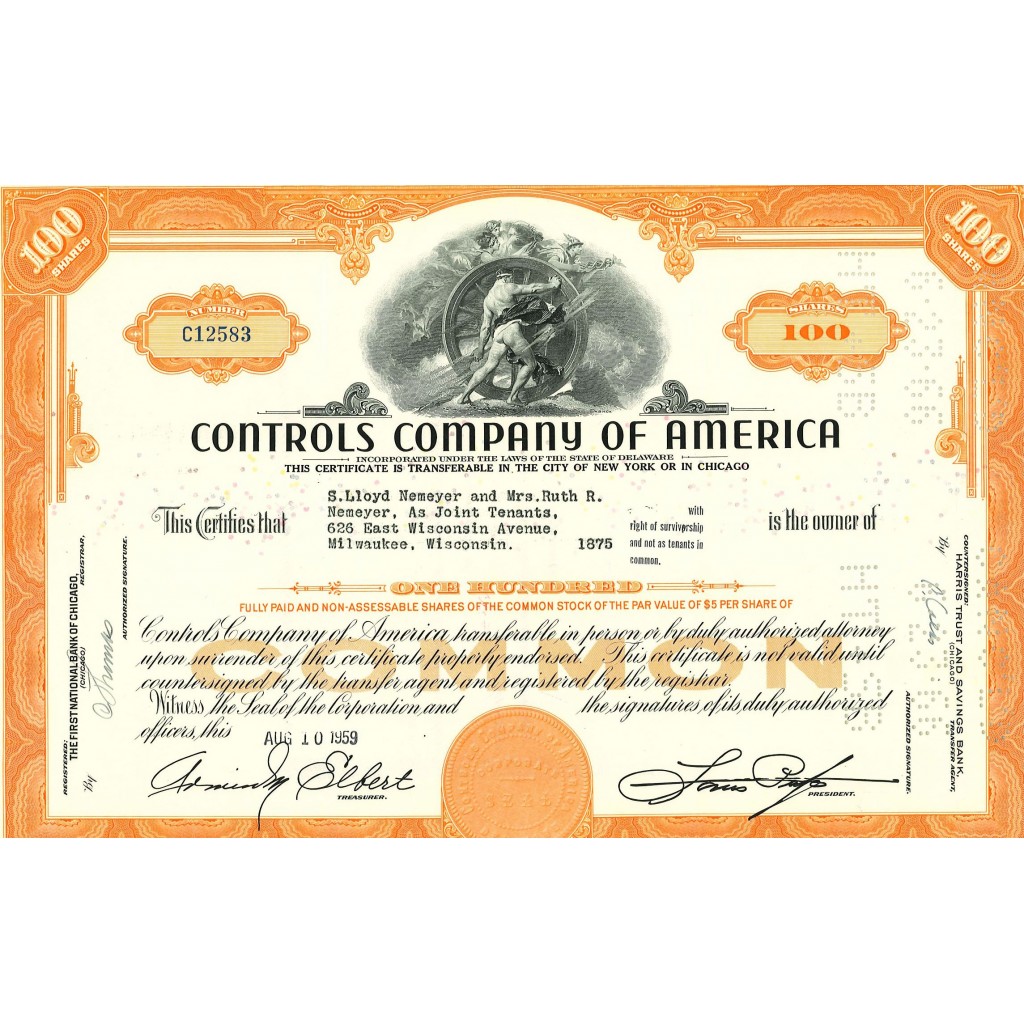 100 SHARES
100 SHARES
NUMBER
C12583
SHARES
100
CONTROLS COMPANY OF AMERICA
INCORPORATED UNDER THE LAWS OF THE STATE OF DELAWARE
THIS CERTIFICATE IS TRANSFERABLE IN THE CITY OF NEW YORK OR IN CHICAGO
This Certifies that
S.Lloyd Nemeyer and Mrs.Ruth R.
Nemeyer, As Joint Tenants,
626 East Wisconsin Avenue,
Milwaukee, Wisconsin. 1875
with
right of survivorship
and not as tenants in
common.
is the owner of
ONE HUNDRED
FULLY PAID AND NON-ASSESSABLE SHARES OF THE COMMON STOCK OF THE PAR VALUE OF $5 PER SHARE OF
COMMON
Controls Company of America, transferable in person or by duly authorized attorney
upon surrender of this certificate properly endorsed. This certificate is not valid until
countersigned by the transfer agent and registered by the registrar.
Witness the Seal of the Corporation and the signatures of its duly authorized
officers, this
AUG 10 1959
Elbert
TREASURER.
PRESIDENT.
REGISTERED:
THE FIRST NATIONAL BANK OF CHICAGO,
(CHICAGO) REGISTRAR,
By
AUTHORIZED SIGNATURE.
COUNTERSIGNED:
HARRIS TRUST AND SAVINGS BANK,
(CHICAGO) TRANSFER AGENT,
By
AUTHORIZED SIGNATURE.